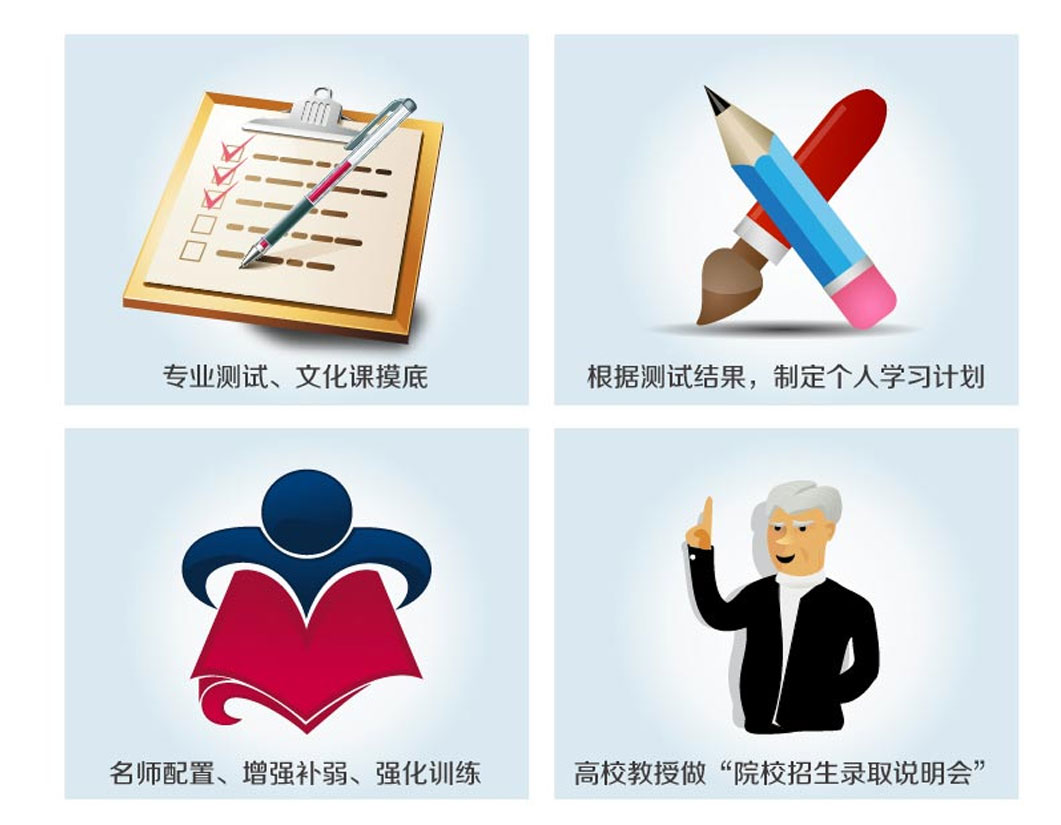 专业测试、文化课摸底
根据测试结果，制定个人学习计划
名师配置、增强补弱、强化训练
高校教授做“院校招生录取说明会”